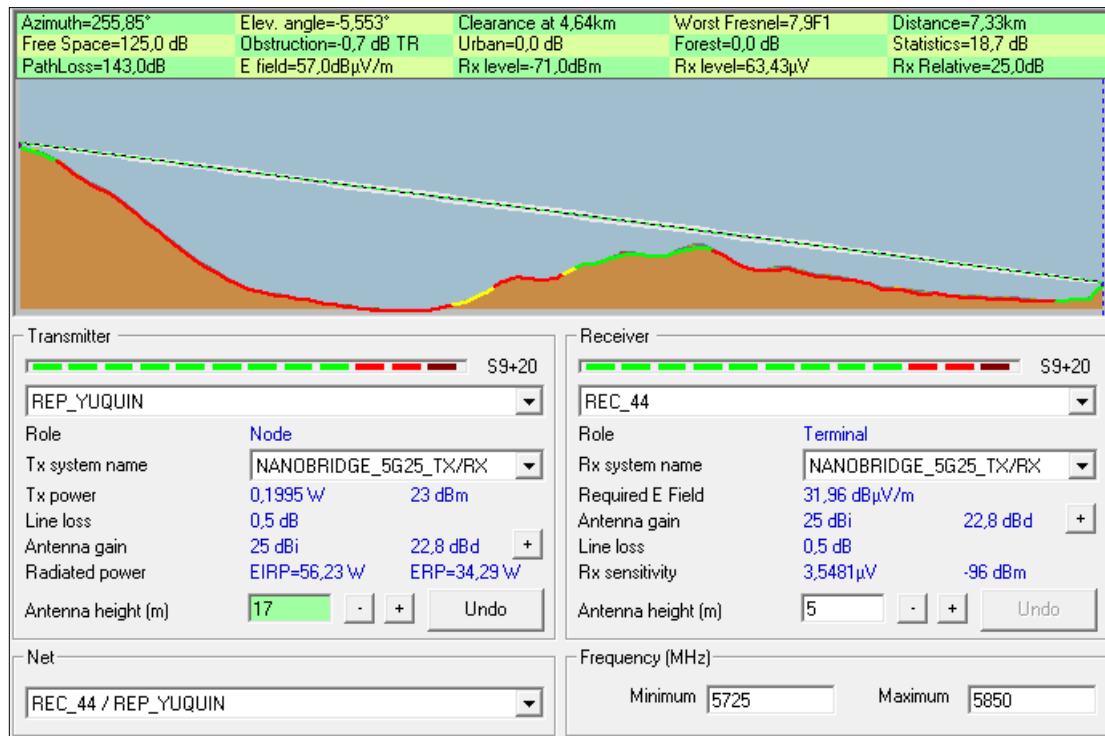 Azimuth=255,85° Elev. angle=-5,553° Clearance at 4,64km Worst Fresnel=7,9F1 Distance=7,33km
Free Space=125,0 dB Obstruction=-0,7 dB TR Urban=0,0 dB Forest=0,0 dB Statistics=18,7 dB
PathLoss=143,0dB E field=57,0dBµV/m Rx level=-71,0dBm Rx level=63,43µV Rx Relative=25,0dB
Transmitter
S9+20
REP_YUQUIN
Role Node
Tx system name NANOBRIDGE_5G25_TX/RX
Tx power 0,1995 W 23 dBm
Line loss 0,5 dB
Antenna gain 25 dBi 22,8 dBd +
Radiated power EIRP=56,23 W ERP=34,29 W
Antenna height (m) 17 - + Undo
Net
REC_44 / REP_YUQUIN
Receiver
S9+20
REC_44
Role Terminal
Rx system name NANOBRIDGE_5G25_TX/RX
Required E Field 31,96 dBµV/m
Antenna gain 25 dBi 22,8 dBd +
Line loss 0,5 dB
Rx sensitivity 3,5481µV -96 dBm
Antenna height (m) 5 - + Undo
Frequency (MHz)
Minimum 5725 Maximum 5850